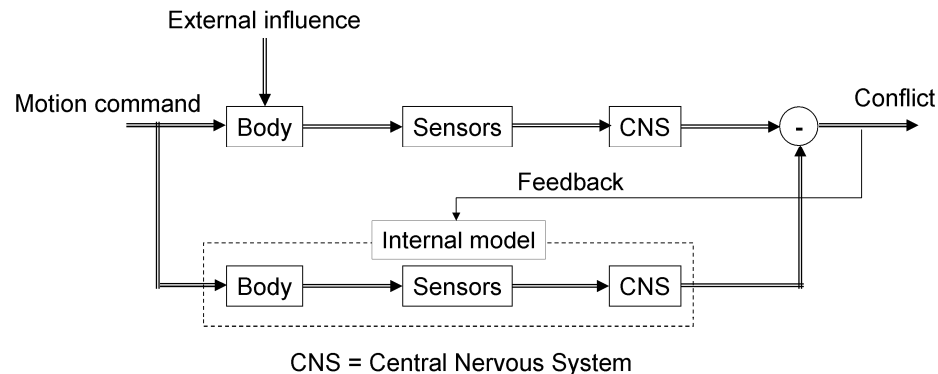 External influence
Motion command
Body
Sensors
CNS
-
Conflict
Feedback
Internal model
Body
Sensors
CNS
CNS = Central Nervous System